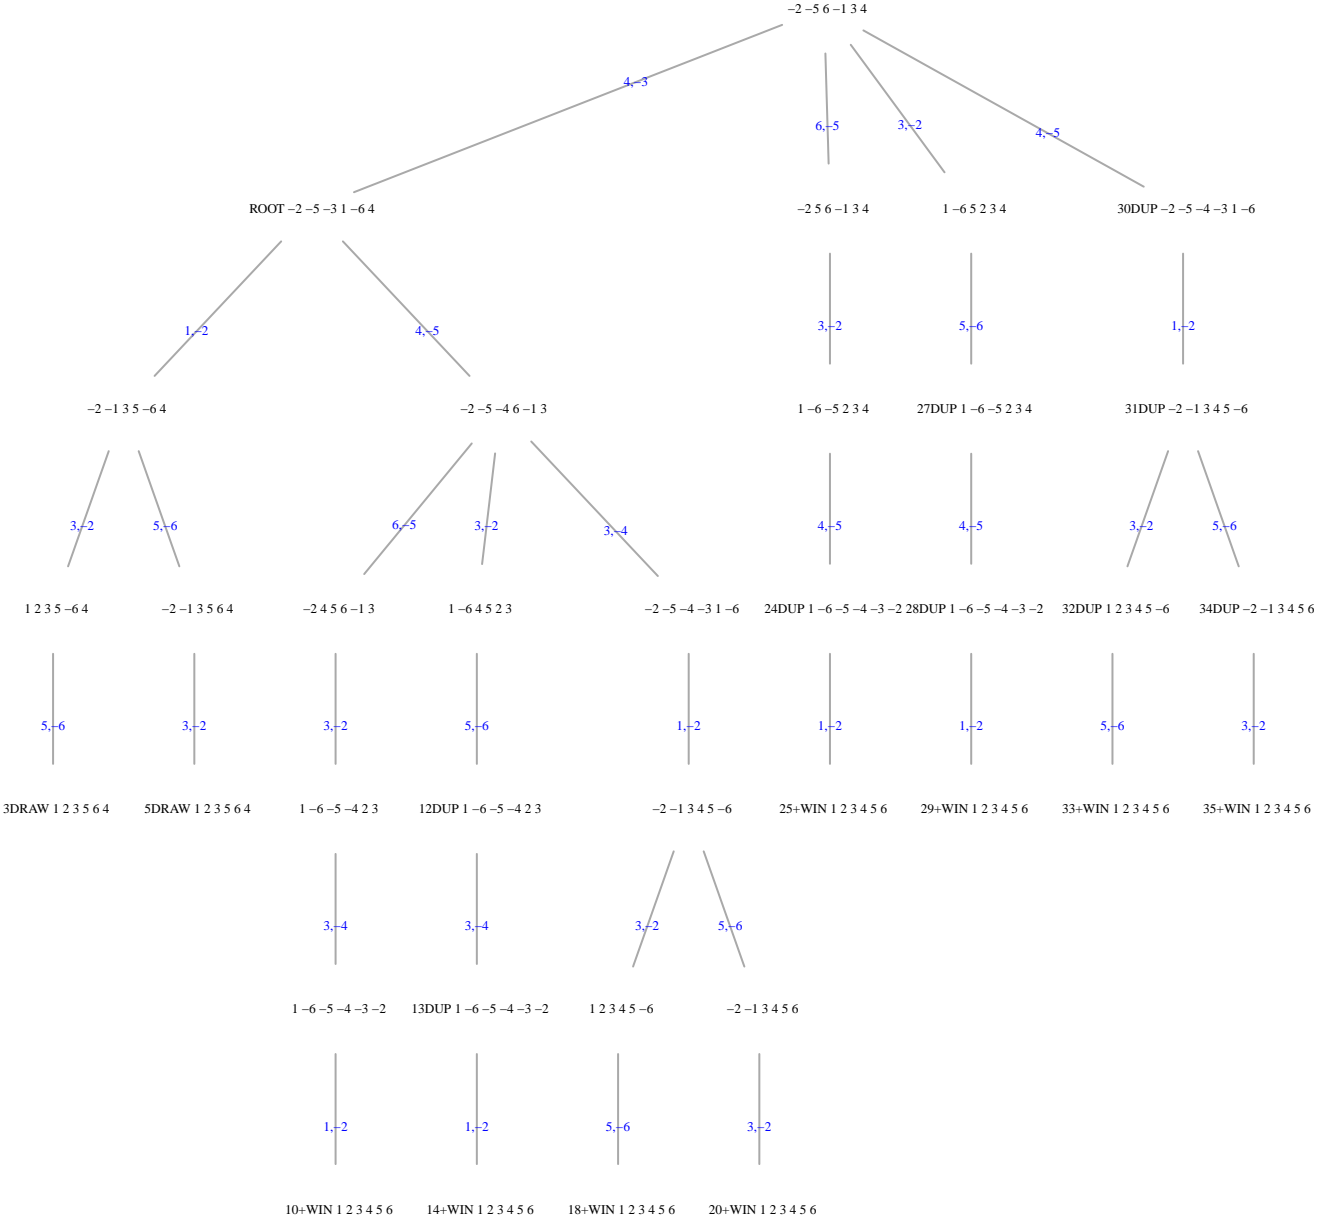 −2 −5 6 −1 3 4
4,−3
6,−5
3,−2
4,−5
ROOT −2 −5 −3 1 −6 4
−2 5 6 −1 3 4
1 −6 5 2 3 4
30DUP −2 −5 −4 −3 1 −6
1,−2
4,−5
3,−2
5,−6
1,−2
−2 −1 3 5 −6 4
−2 −5 −4 6 −1 3
1 −6 −5 2 3 4
27DUP 1 −6 −5 2 3 4
31DUP −2 −1 3 4 5 −6
3,−2
5,−6
6,−5
3,−2
3,−4
4,−5
4,−5
3,−2
5,−6
1 2 3 5 −6 4
−2 −1 3 5 6 4
−2 4 5 6 −1 3
1 −6 4 5 2 3
−2 −5 −4 −3 1 −6
24DUP 1 −6 −5 −4 −3 −2
28DUP 1 −6 −5 −4 −3 −2
32DUP 1 2 3 4 5 −6
34DUP −2 −1 3 4 5 6
5,−6
3,−2
3,−2
5,−6
1,−2
1,−2
1,−2
5,−6
3,−2
3DRAW 1 2 3 5 6 4
5DRAW 1 2 3 5 6 4
1 −6 −5 −4 2 3
12DUP 1 −6 −5 −4 2 3
−2 −1 3 4 5 −6
25+WIN 1 2 3 4 5 6
29+WIN 1 2 3 4 5 6
33+WIN 1 2 3 4 5 6
35+WIN 1 2 3 4 5 6
3,−4
3,−4
3,−2
5,−6
1 −6 −5 −4 −3 −2
13DUP 1 −6 −5 −4 −3 −2
1 2 3 4 5 −6
−2 −1 3 4 5 6
1,−2
1,−2
5,−6
3,−2
10+WIN 1 2 3 4 5 6
14+WIN 1 2 3 4 5 6
18+WIN 1 2 3 4 5 6
20+WIN 1 2 3 4 5 6